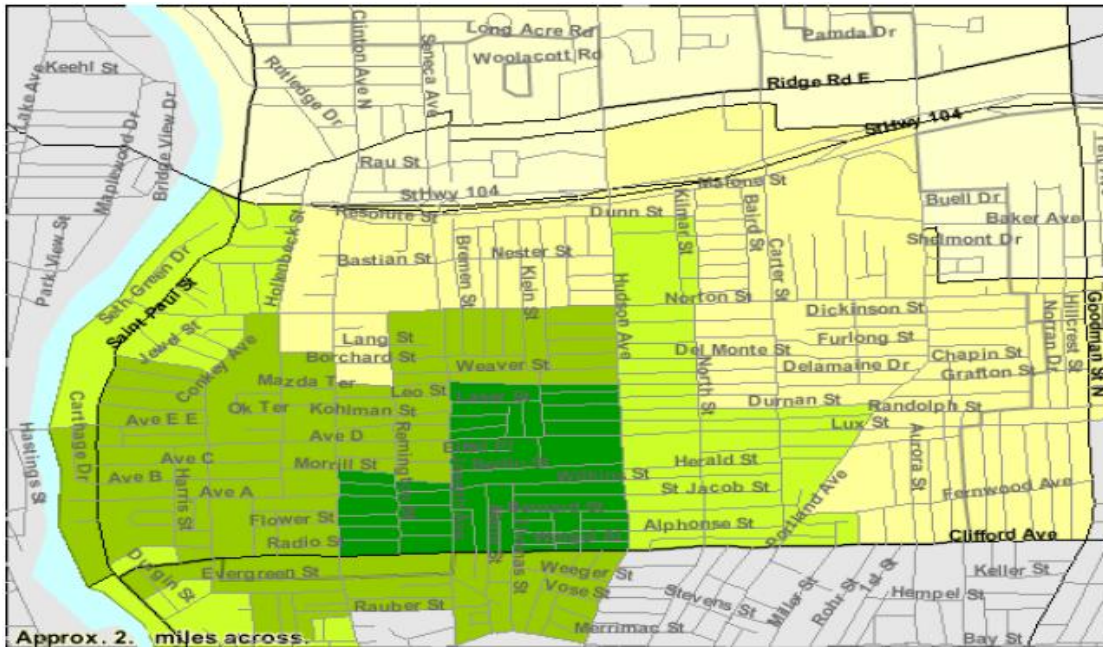 Long Acre Rd
Pamda Dr
Clinton Ave N
Seneca Ave
Woolacott Rd
Keehl St
Lake Ave
Rutledge Dr
Ridge Rd E
Maplewood Dr
Bridge View Dr
StHwy 104
Rau St
StHwy 104
Kilmar St
Baird St
Buell Dr
Resolute St
Dunn St
Baker Ave
Park View St
Seth Green Dr
Hollenbeck St
Carter St
Shelmont Dr
Bastian St
Bremen St
Nester St
Klein St
Saint Paul St
Hudson Ave
Norton St
Dickinson St
Goodman St N
Hillcrest St
Norran Dr
Jewel St
Lang St
Furlong St
Conkey Ave
Borchard St
Weaver St
Del Monte St
Chapin St
Delamaine Dr
Grafton St
Mazda Ter
Leo St
North St
Carthage Dr
Ok Ter
Kohlman St
Durnan St
Randolph St
Ave E E
Lux St
Ave D
Aurora St
Hastings St
Ave C
Morrill St
Herald St
Ave B
Harris St
Ave A
St Jacob St
Fernwood Ave
Flower St
Alphonse St
Portland Ave
Radio St
Clifford Ave
Durgin St
Evergreen St
Weeger St
Keller St
Vose St
Stevens St
Miller St
Rohr St
1st St
Hempel St
Rauber St
Merrimac St
Bay St
Approx. 2. miles across.